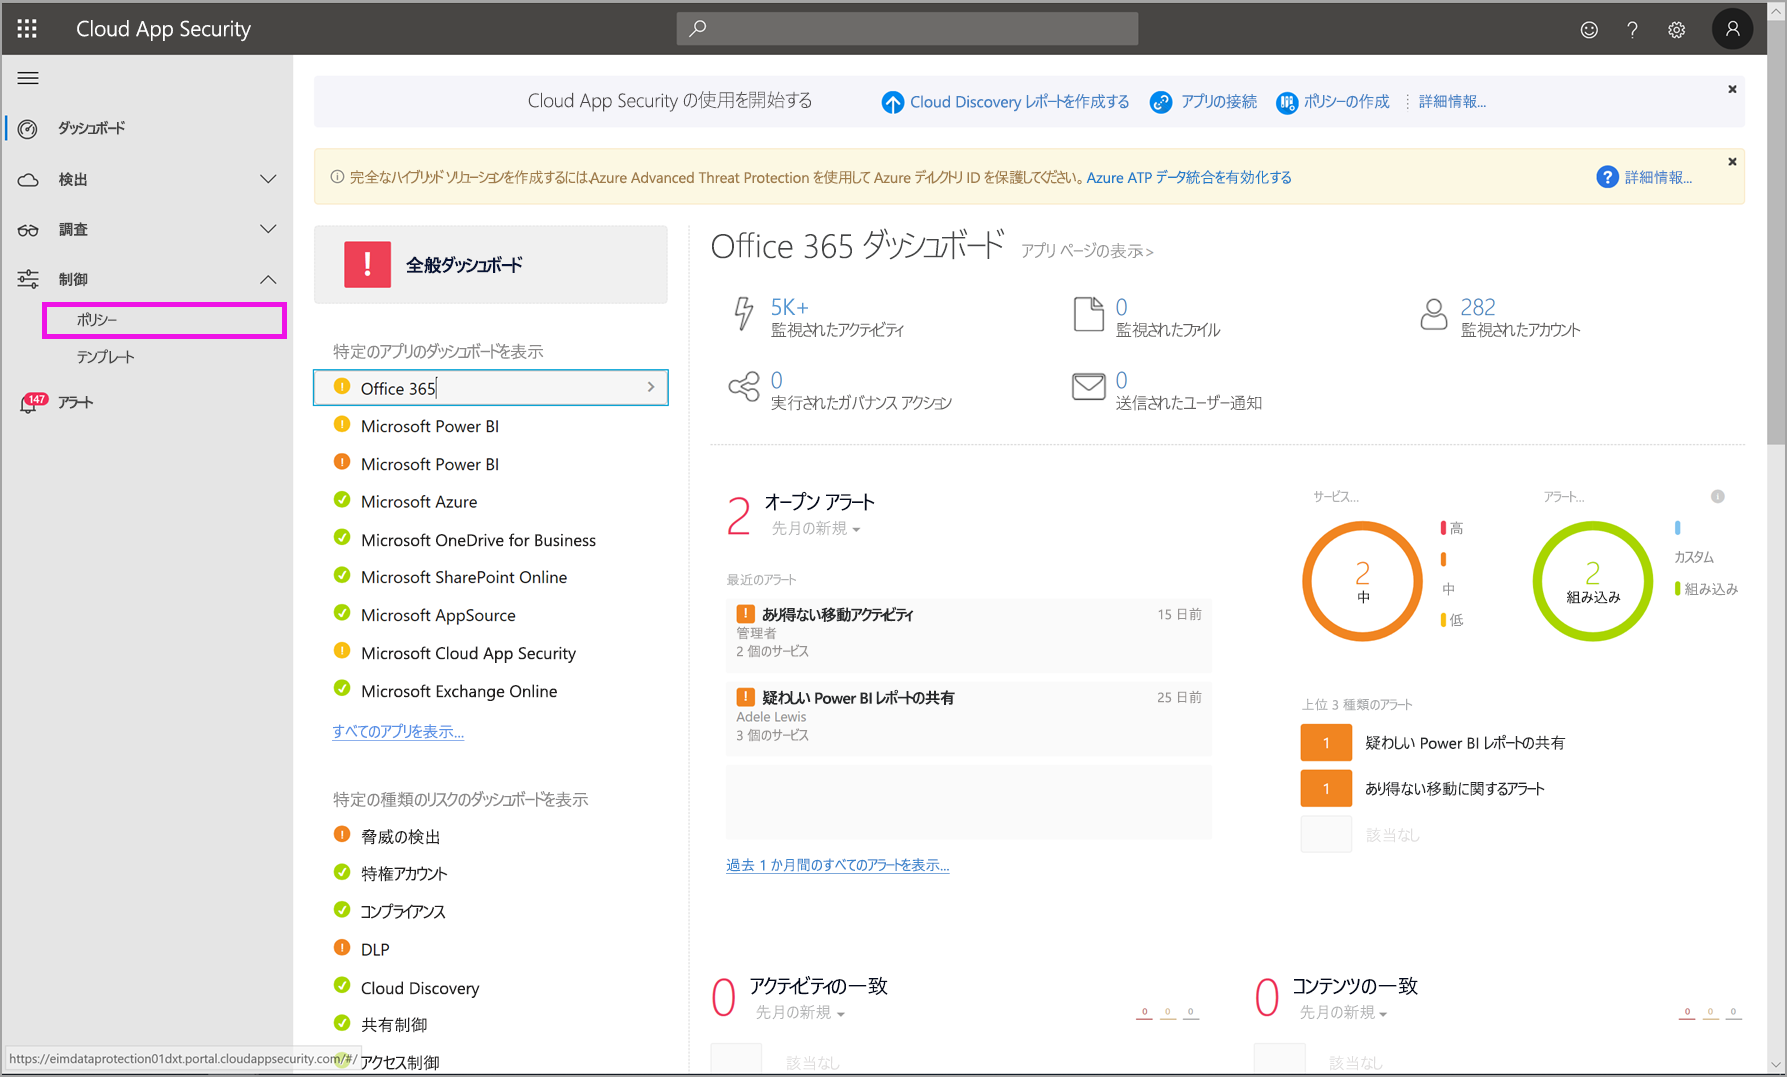 Cloud App Security
Cloud App Security の使用を開始する
Cloud Discovery レポートを作成する
アプリの接続
ポリシーの作成
詳細情報...
ダッシュボード
検出
調査
制御
ポリシー
テンプレート
147
アラート
完全なハイブリッド ソリューションを作成するには、Azure Advanced Threat Protection を使用して Azure ディレクトリ ID を保護してください。 Azure ATP データ統合を有効化する
詳細情報...
全般ダッシュボード
特定のアプリのダッシュボードを表示
Office 365
Microsoft Power BI
Microsoft Power BI
Microsoft Azure
Microsoft OneDrive for Business
Microsoft SharePoint Online
Microsoft AppSource
Microsoft Cloud App Security
Microsoft Exchange Online
すべてのアプリを表示...
特定の種類のリスクのダッシュボードを表示
脅威の検出
特権アカウント
コンプライアンス
DLP
Cloud Discovery
共有制御
アクセス制御
https://eimdataprotection01dxt.portal.cloudappsecurity.com/#/
Office 365 ダッシュボード
アプリ ページの表示>
5K+
監視されたアクティビティ
0
監視されたファイル
282
監視されたアカウント
0
実行されたガバナンス アクション
0
送信されたユーザー通知
2
オープン アラート
先月の新規
最近のアラート
あり得ない移動アクティビティ
15 日前
管理者
2 個のサービス
疑わしい Power BI レポートの共有
25 日前
Adele Lewis
3 個のサービス
過去 1 か月間のすべてのアラートを表示...
サービス...
2
中
高
中
低
アラート...
2
組み込み
カスタム
組み込み
上位 3 種類のアラート
1
疑わしい Power BI レポートの共有
1
あり得ない移動に関するアラート
該当なし
0
アクティビティの一致
先月の新規
0 0 0
該当なし
0
コンテンツの一致
先月の新規
0 0 0
該当なし